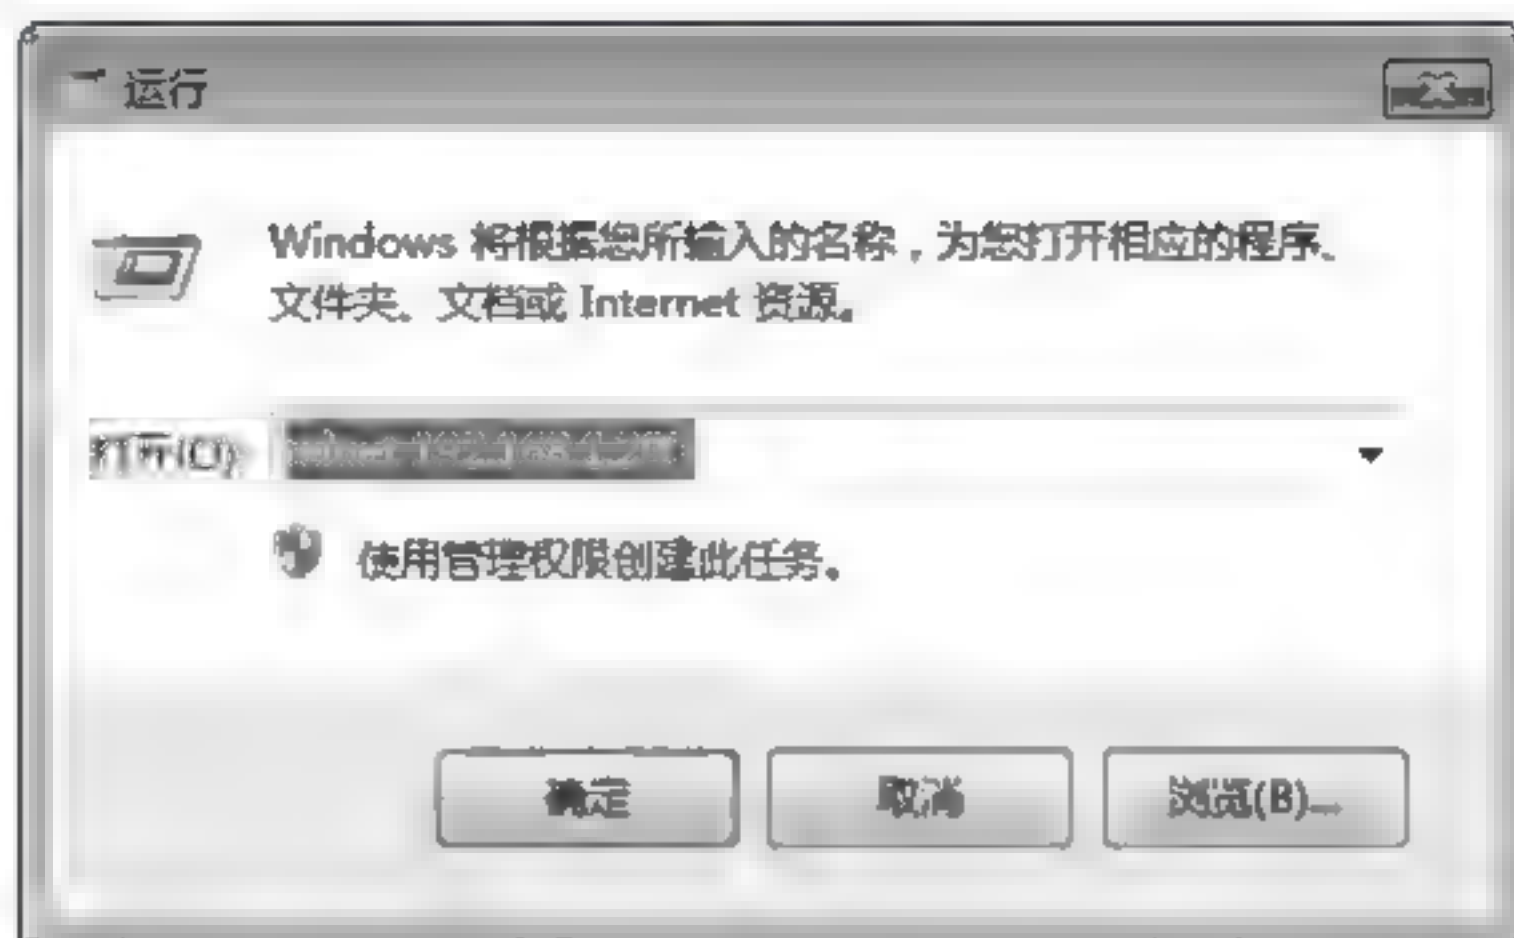 运行
Windows 将根据您所输入的名称，为您打开相应的程序、
文件夹、文档或 Internet 资源。
打开(O):
使用管理权限创建此任务。
确定
取消
浏览(B)...